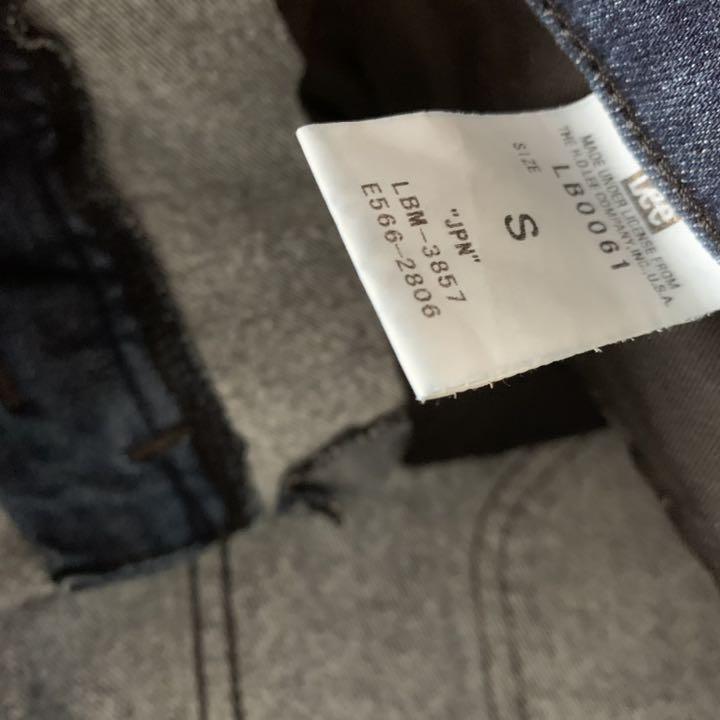 Lee
MADE UNDER LICENSE FROM
THE H.D.LEE COMPANY,INC.,U.S.A.
LB0061
SIZE
S
"JPN"
LBM-3857
E566-2806